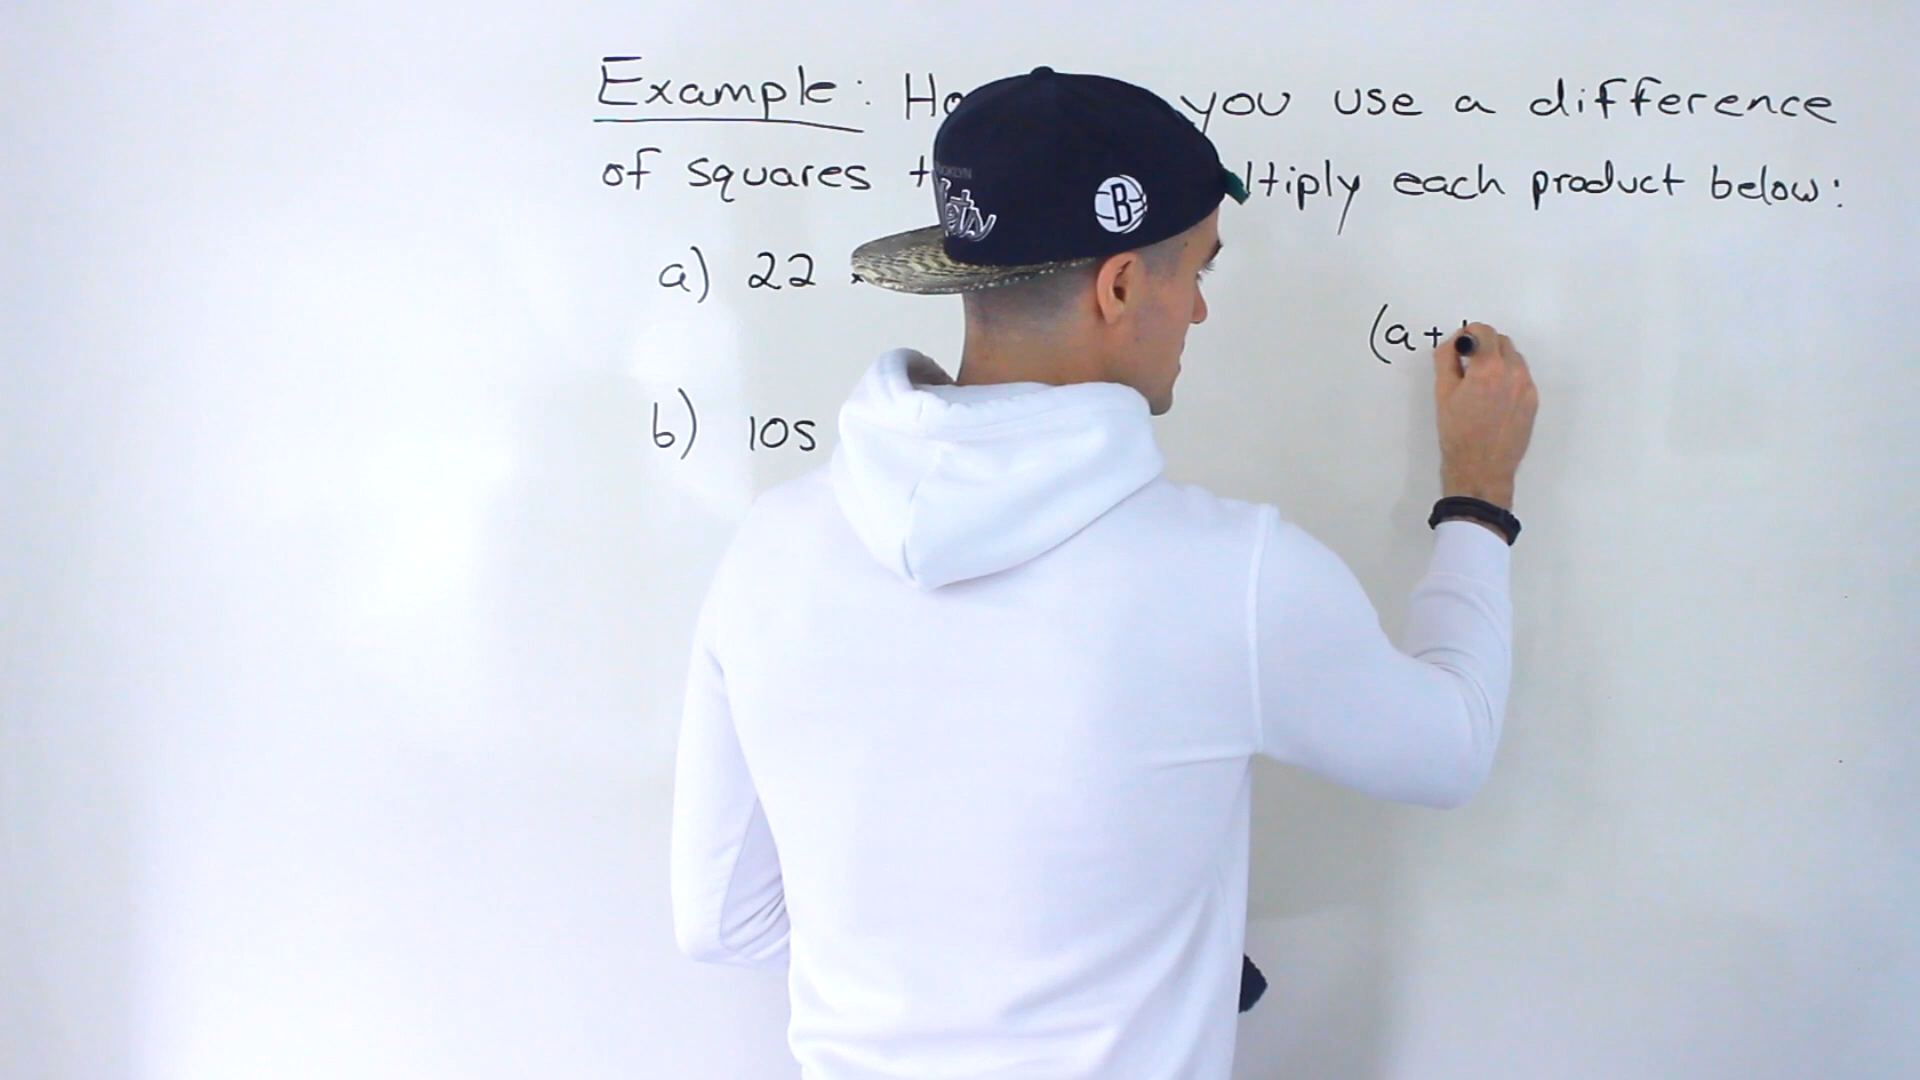 Example: Ho you use a difference
of squares t ltiply each product below:
a) 22 x
(a+
b) 105
B